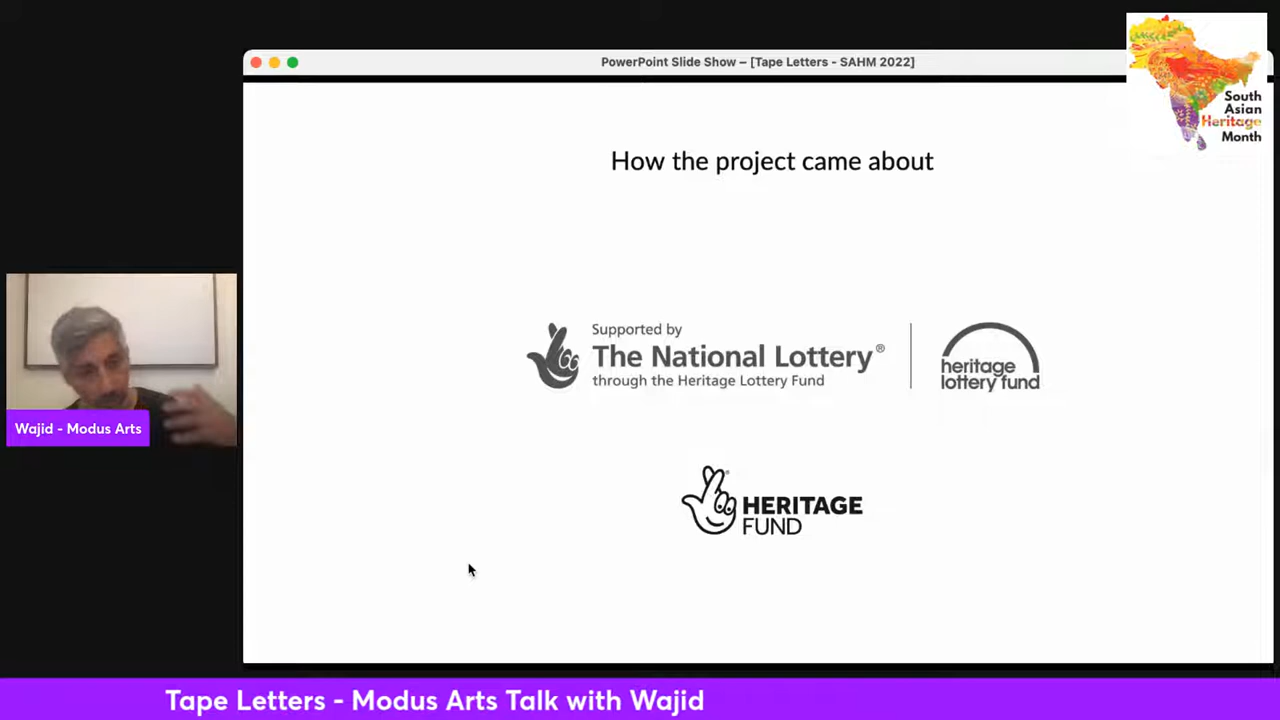 PowerPoint Slide Show – [Tape Letters - SAHM 2022]
South
Asian
Heritage
Month
How the project came about
Supported by
The National Lottery®
through the Heritage Lottery Fund
heritage
lottery fund
HERITAGE
FUND
Wajid - Modus Arts
Tape Letters - Modus Arts Talk with Wajid